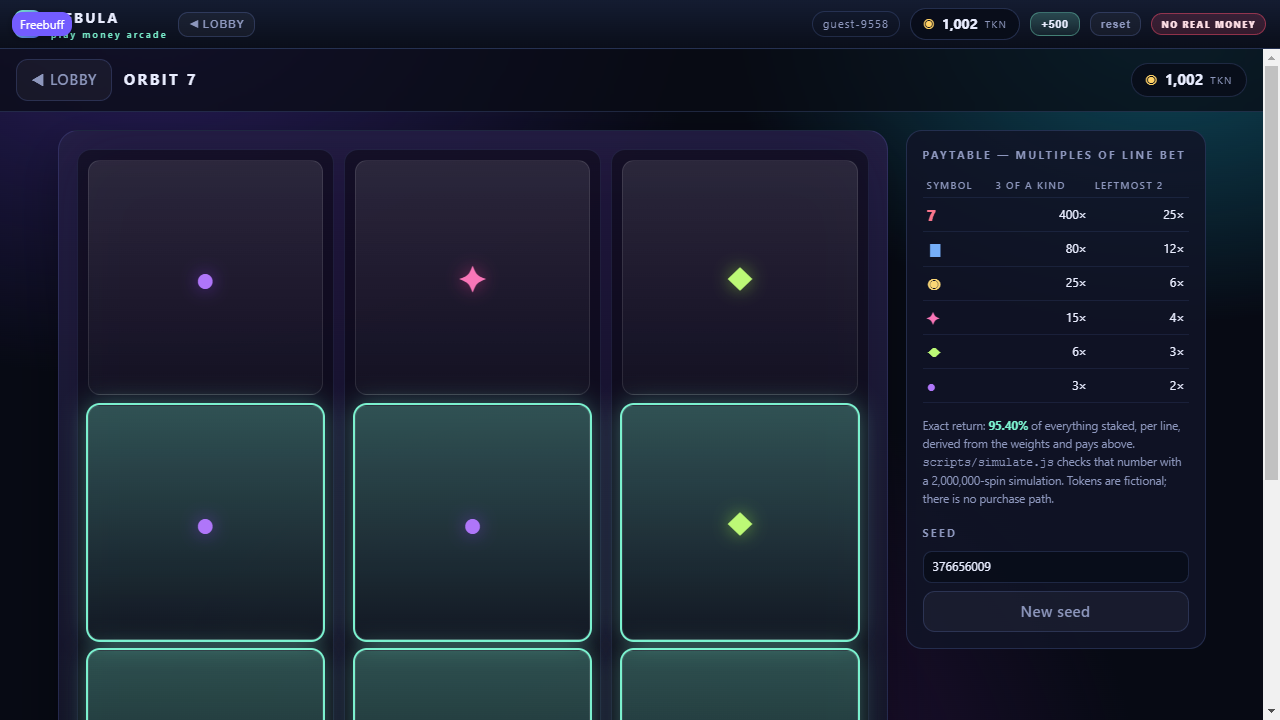 Freebuff
EBULA
play money arcade
◀ LOBBY
guest-9558
1,002 TKN
+500
reset
NO REAL MONEY
◀ LOBBY
ORBIT 7
1,002 TKN
PAYTABLE — MULTIPLES OF LINE BET
SYMBOL 3 OF A KIND LEFTMOST 2
7 400× 25×
80× 12×
25× 6×
15× 4×
6× 3×
3× 2×
Exact return: 95.40% of everything staked, per line,
derived from the weights and pays above.
scripts/simulate.js checks that number with
a 2,000,000-spin simulation. Tokens are fictional;
there is no purchase path.
SEED
376656009
New seed